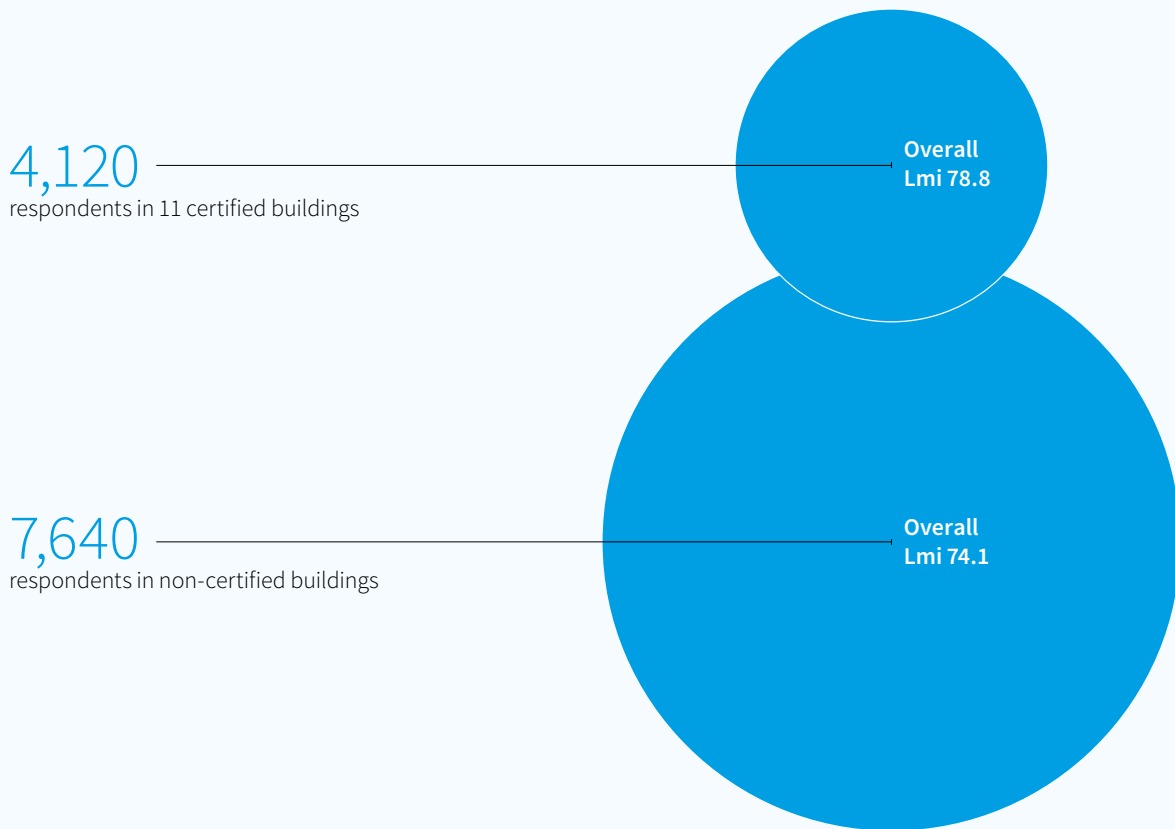 4,120
respondents in 11 certified buildings
Overall
Lmi 78.8
7,640
respondents in non-certified buildings
Overall
Lmi 74.1